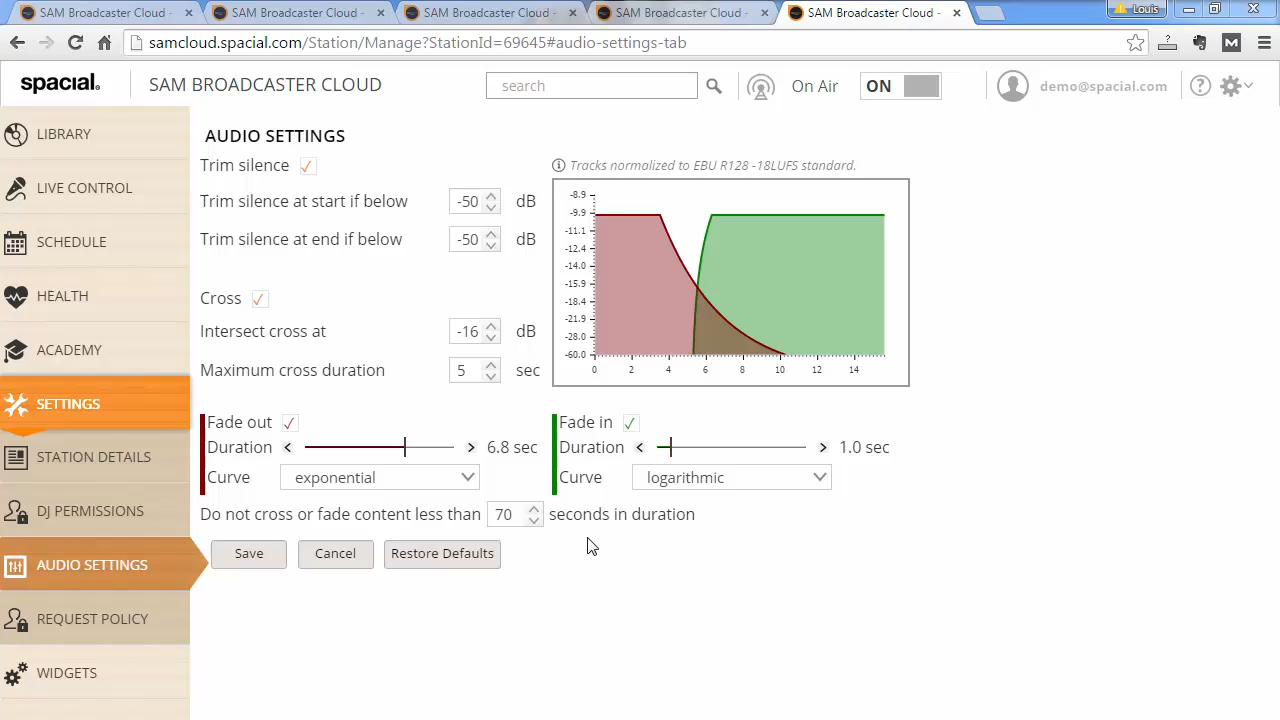 SAM Broadcaster Cloud - × SAM Broadcaster Cloud - × SAM Broadcaster Cloud - × SAM Broadcaster Cloud - × SAM Broadcaster Cloud - × Louis
samcloud.spacial.com/Station/Manage?StationId=69645#audio-settings-tab
spacial. SAM BROADCASTER CLOUD search On Air ON demo@spacial.com
LIBRARY
LIVE CONTROL
SCHEDULE
HEALTH
ACADEMY
SETTINGS
STATION DETAILS
DJ PERMISSIONS
AUDIO SETTINGS
REQUEST POLICY
WIDGETS
AUDIO SETTINGS
Trim silence
Trim silence at start if below -50 dB
Trim silence at end if below -50 dB
Cross
Intersect cross at -16 dB
Maximum cross duration 5 sec
Tracks normalized to EBU R128 -18LUFS standard.
-8.9
-9.9
-11.1
-12.4
-14.0
-15.9
-18.4
-21.9
-28.0
-60.0
0 2 4 6 8 10 12 14
Fade out
Duration < > 6.8 sec
Curve exponential
Fade in
Duration < > 1.0 sec
Curve logarithmic
Do not cross or fade content less than 70 seconds in duration
Save Cancel Restore Defaults